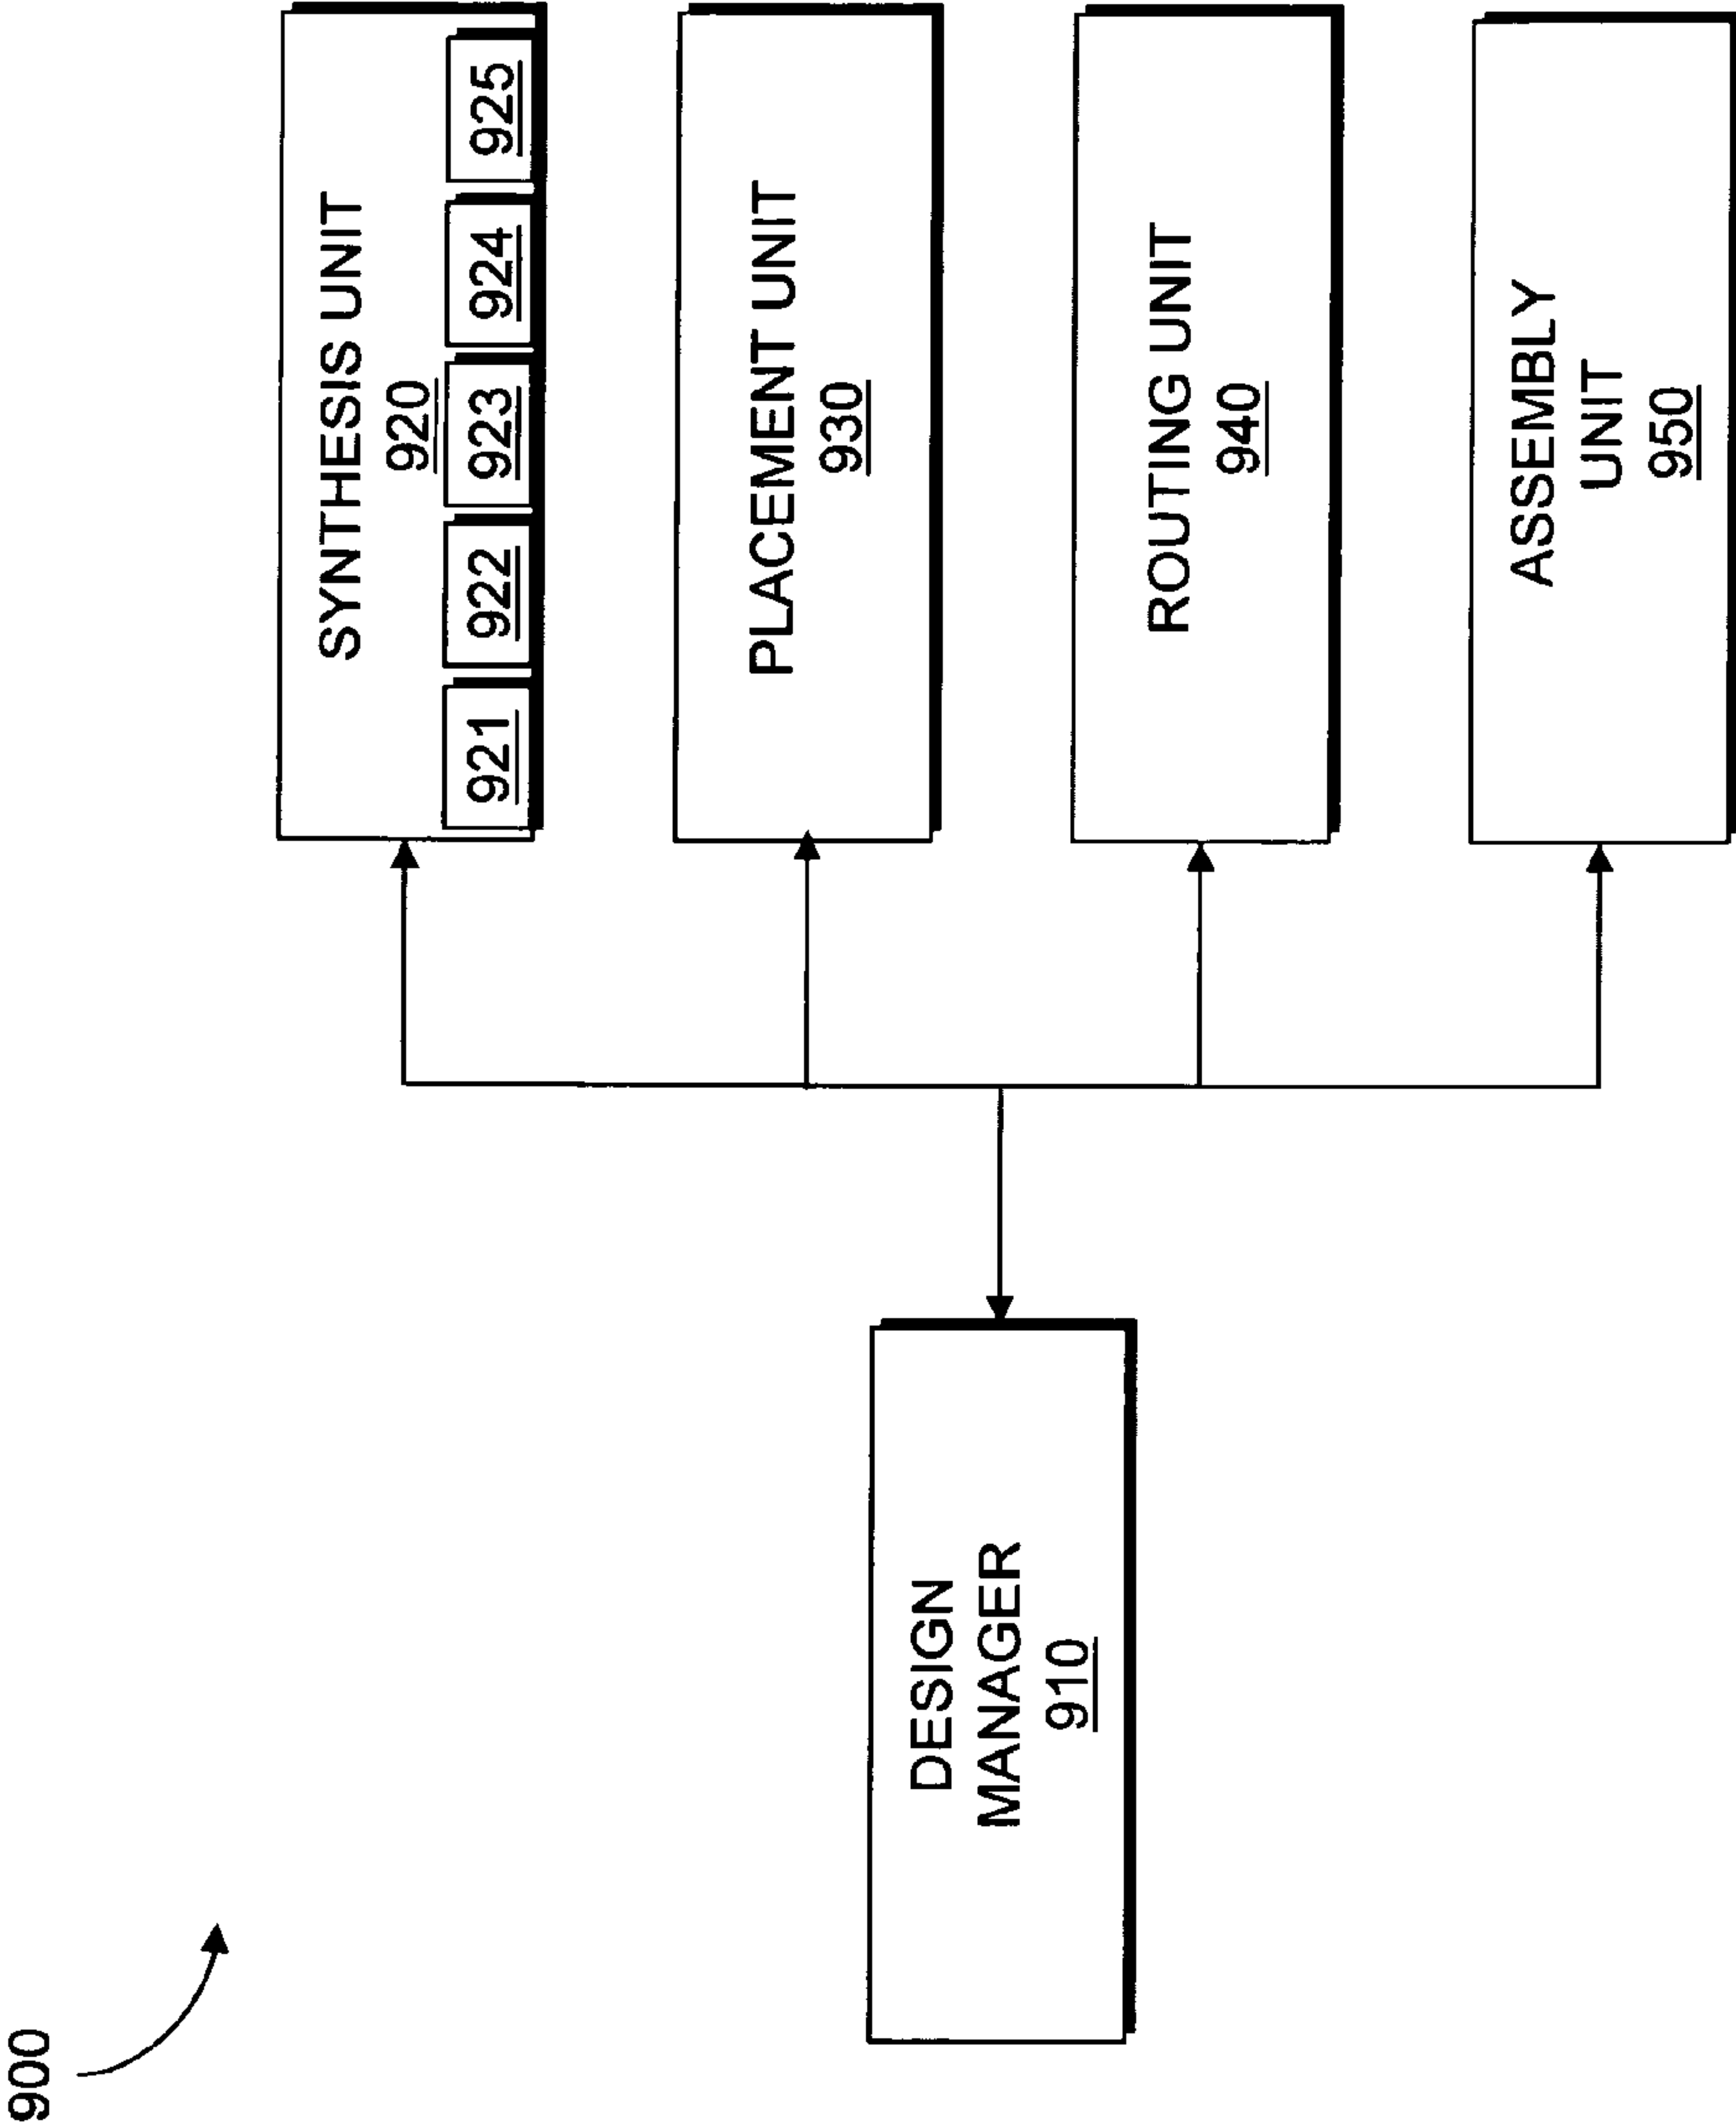 900
DESIGN
MANAGER
910
SYNTHESIS UNIT
920
921
922
923
924
925
PLACEMENT UNIT
930
ROUTING UNIT
940
ASSEMBLY
UNIT
950